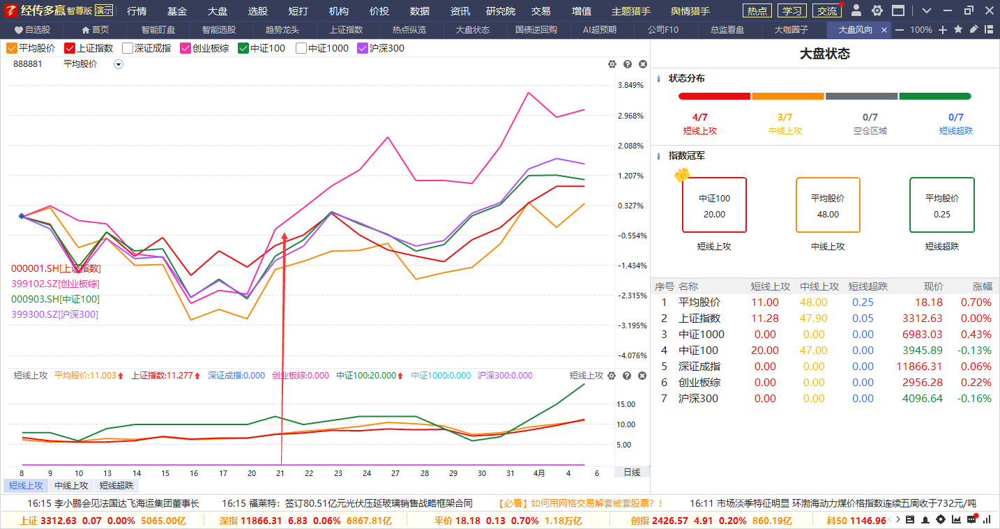 经传多赢 智尊版 演示 行情 基金 大盘 选股 短打 机构 价投 数据 资讯 研究院 交易 增值 主题猎手 舆情猎手 热点 学习 交流
自选股 首页 智能盯盘 智能选股 趋势龙头 上证指数 热点纵览 大盘状态 国债逆回购 AI超预期 公司F10 总监看盘 大咖圈子 大盘风向 × 100%
平均股价 上证指数 深证成指 创业板综 中证100 中证1000 沪深300
888881 平均股价
3.849%
2.968%
2.088%
1.207%
0.327%
-0.554%
-1.434%
-2.315%
-3.195%
-4.076%
000001.SH[上证指数]
399102.SZ[创业板综]
000903.SH[中证100]
399300.SZ[沪深300]
短线上攻 平均股价:11.003 上证指数:11.277 深证成指:0.000 创业板综:0.000 中证100:20.000 中证1000:0.000 沪深300:0.000 短线上攻
15.00
10.00
5.00
8 9 10 13 14 15 16 17 20 21 22 23 24 27 28 29 30 31 4月 4 6 日线
短线上攻 中线上攻 短线超跌
大盘状态
状态分布
4/7 3/7 0/7 0/7
短线上攻 中线上攻 空仓区域 短线超跌
指数冠军
中证100 平均股价 平均股价
20.00 48.00 0.25
短线上攻 中线上攻 短线超跌
序号 名称 短线上攻 中线上攻 短线超跌 现价 涨幅
1 平均股价 11.00 48.00 0.25 18.18 0.70%
2 上证指数 11.28 47.90 0.05 3312.63 0.00%
3 中证1000 0.00 0.00 0.00 6983.03 0.43%
4 中证100 20.00 47.00 0.00 3945.89 -0.13%
5 深证成指 0.00 0.00 0.00 11866.31 0.06%
6 创业板综 0.00 0.00 0.00 2956.28 0.22%
7 沪深300 0.00 0.00 0.00 4096.64 -0.16%
16:15 李小鹏会见法国达飞海运集团董事长 16:15 福莱特：签订80.51亿元光伏压延玻璃销售战略框架合同 【必看】如何用网格交易解套被套股票？！ 16:11 市场淡季特征明显 环渤海动力煤价格指数连续五周收于732元/吨
上证 3312.63 0.07 0.00% 5065.00亿 深指 11866.31 6.83 0.06% 6867.81亿 平价 18.18 0.13 0.70% 1.18万亿 创指 2426.57 4.91 0.20% 860.19亿 科50 1146.96